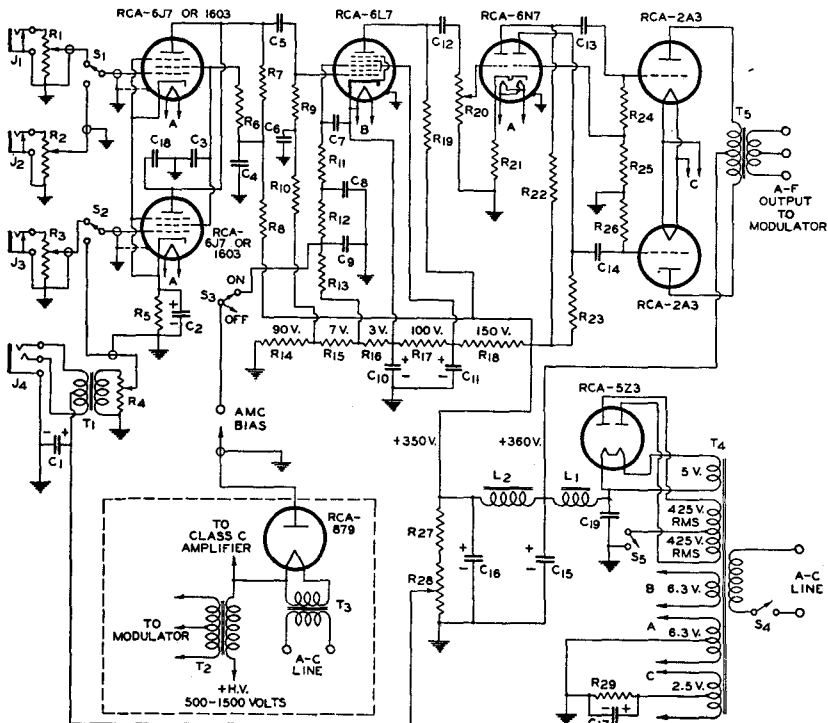 RCA-6J7 OR 1603
RCA-6L7
RCA-6N7
RCA-2A3
J1
R1
S1
C5
C12
C13
R7
R9
R6
C6
C7
B
R19
R20
A
A
R24
T5
J2
R2
C18
C3
C4
R11
R10
C8
R21
R22
R25
C
R12
R26
A-F
OUTPUT
TO
MODULATOR
J3
R3
S2
RCA-
6J7 OR
1603
R8
C9
C14
A
R13
RCA-2A3
R5
C2
S3
ON
OFF
R23
90 V.
7 V.
3 V.
100 V.
150 V.
R14
R15
R16
R17
R18
J4
T1
R4
C10
C11
RCA-5Z3
AMC
BIAS
+350 V.
+360 V.
T4
C1
5 V.
L2
L1
TO
CLASS C
AMPLIFIER
RCA-
879
R27
C19
425 V.
RMS
425 V.
RMS
S5
R28
C16
C15
A-C
LINE
B
6.3 V.
T3
S4
TO
MODULATOR
A
6.3 V.
T2
A-C
LINE
C
R29
2.5 V.
+H.V.
500-1500 VOLTS
C17